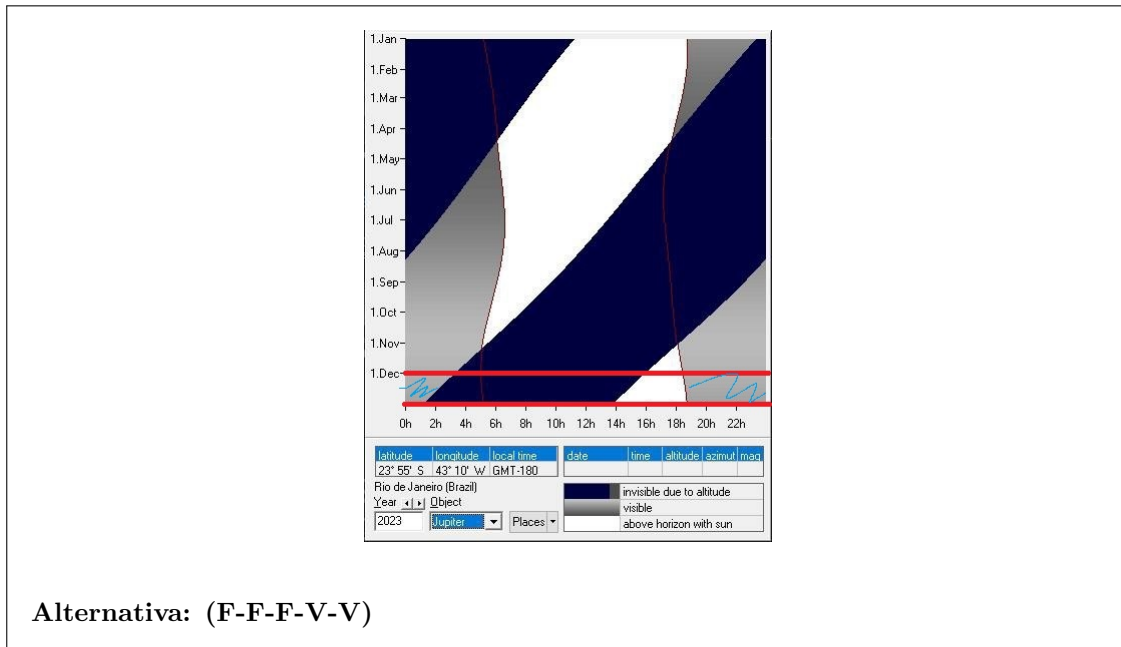 1.Jan
1.Feb
1.Mar
1.Apr
1.May
1.Jun
1.Jul
1.Aug
1.Sep
1.Oct
1.Nov
1.Dec
0h 2h 4h 6h 8h 10h 12h 14h 16h 18h 20h 22h
latitude longitude local time date time altitude azimut mag.
23° 55' S 43° 10' W GMT-180
Rio de Janeiro (Brazil)
Year Object
2023 Jupiter Places
invisible due to altitude
visible
above horizon with sun
Alternativa: (F-F-F-V-V)